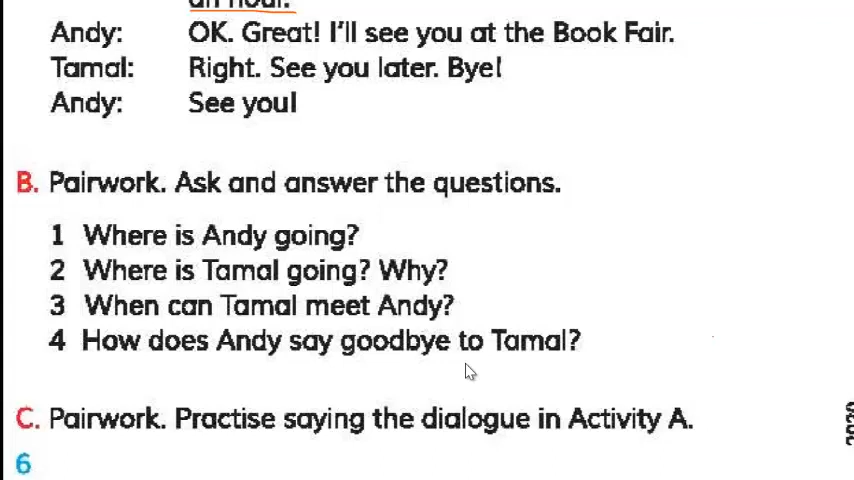 an hour.
Andy: OK. Great! I'll see you at the Book Fair.
Tamal: Right. See you later. Bye!
Andy: See you!
B. Pairwork. Ask and answer the questions.
1 Where is Andy going?
2 Where is Tamal going? Why?
3 When can Tamal meet Andy?
4 How does Andy say goodbye to Tamal?
C. Pairwork. Practise saying the dialogue in Activity A.
6